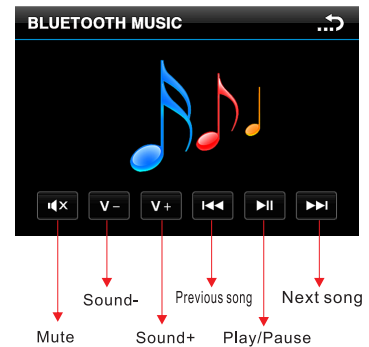 BLUETOOTH MUSIC
V – V +
Sound- Previous song Next song
Mute Sound+ Play/Pause